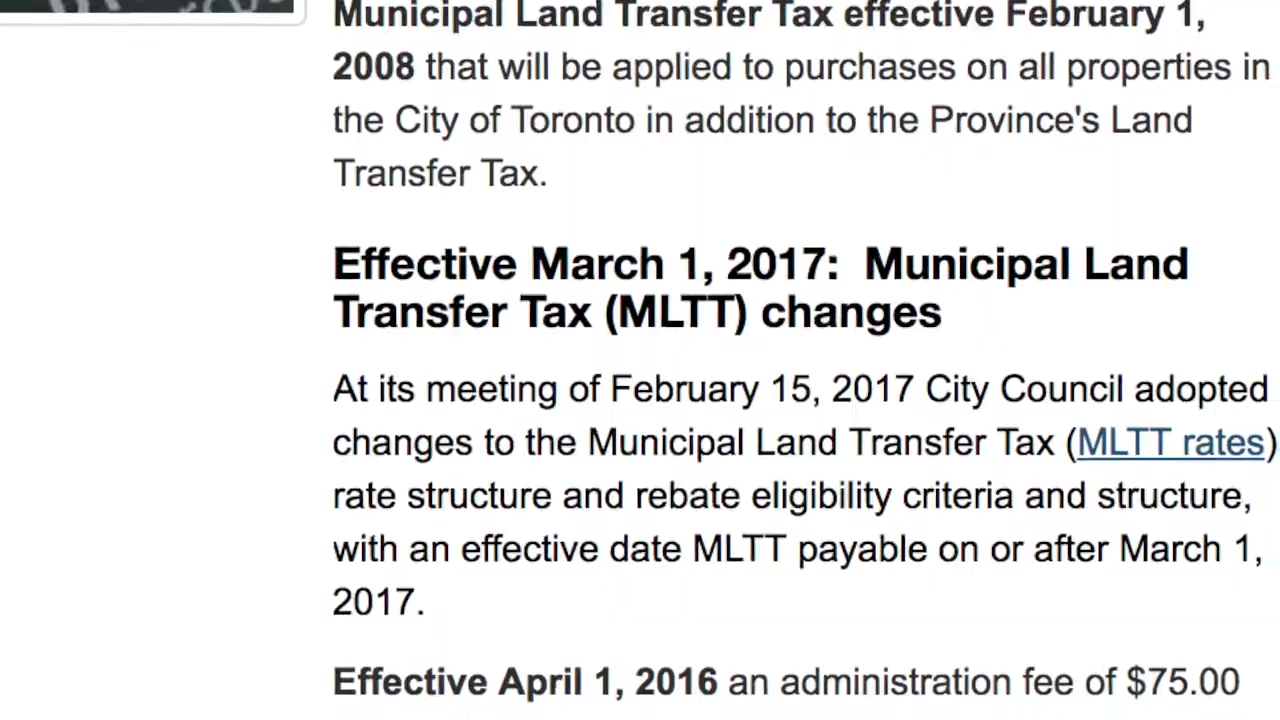 Municipal Land Transfer Tax effective February 1,
2008 that will be applied to purchases on all properties in
the City of Toronto in addition to the Province's Land
Transfer Tax.
Effective March 1, 2017: Municipal Land
Transfer Tax (MLTT) changes
At its meeting of February 15, 2017 City Council adopted
changes to the Municipal Land Transfer Tax (MLTT rates)
rate structure and rebate eligibility criteria and structure,
with an effective date MLTT payable on or after March 1,
2017.
Effective April 1, 2016 an administration fee of $75.00